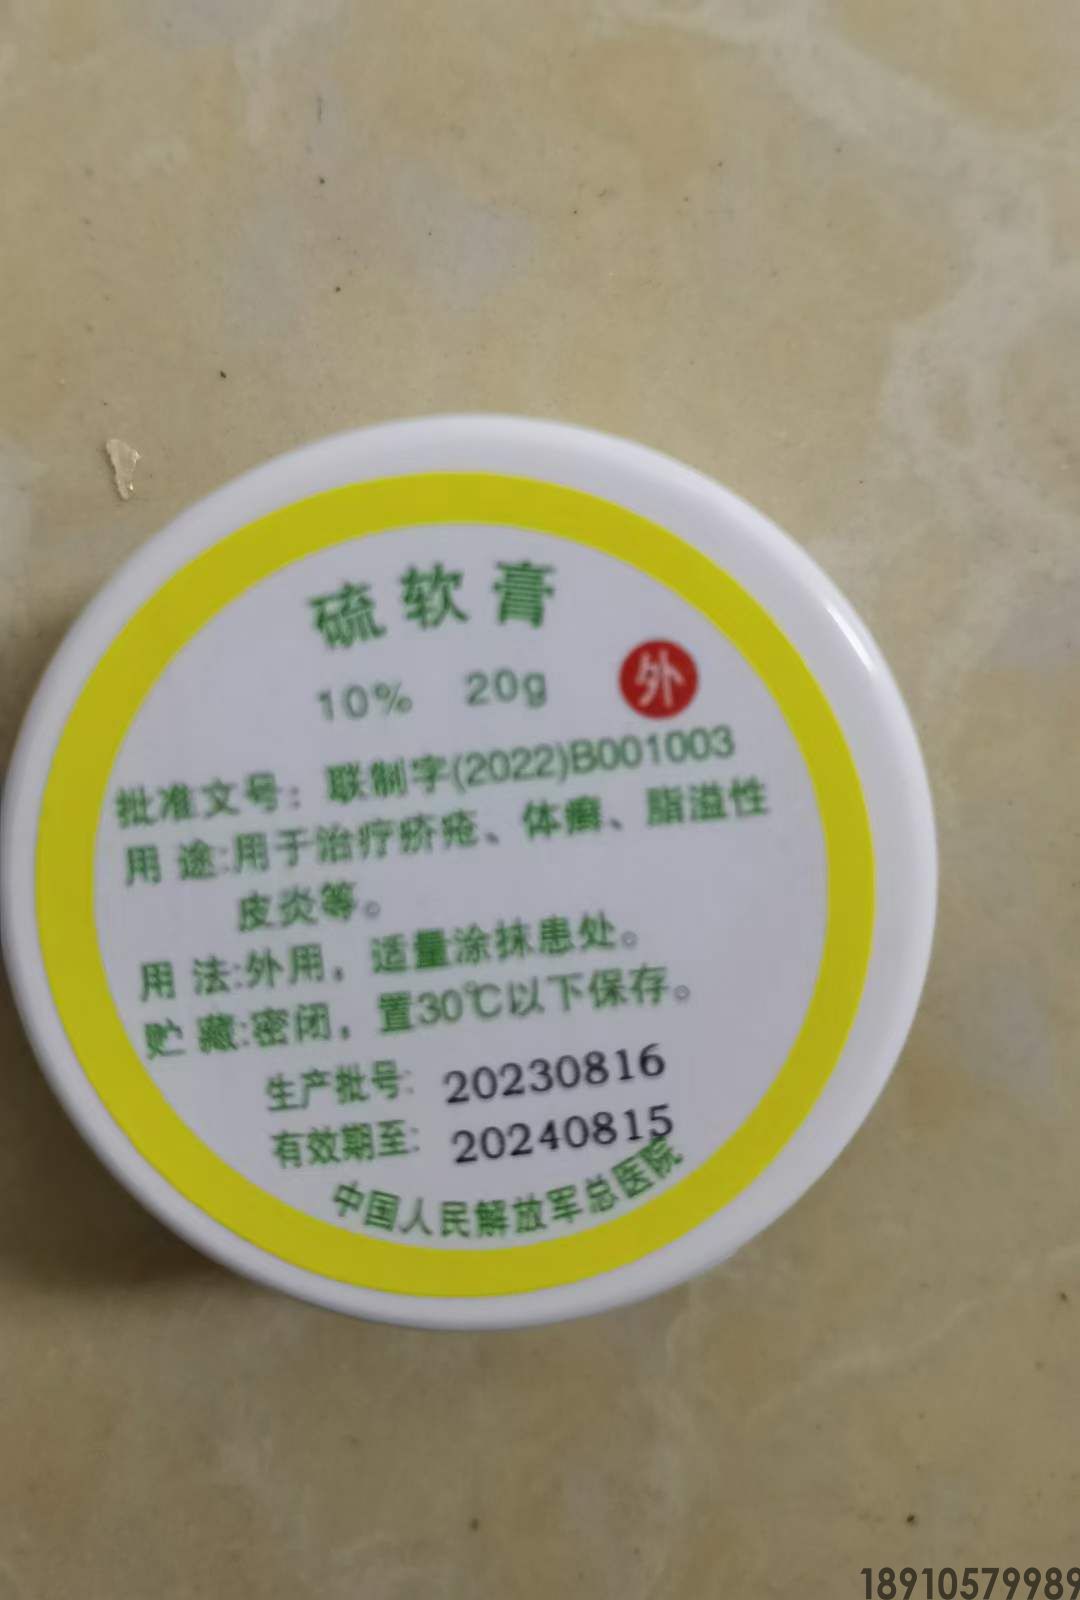 硫软膏
10% 20g
外
批准文号：联制字(2022)B001003
用 途:用于治疗疥疮、体癣、脂溢性
皮炎等。
用 法:外用，适量涂抹患处。
贮 藏:密闭，置30℃以下保存。
生产批号: 20230816
有效期至: 20240815
中国人民解放军总医院
18910579989